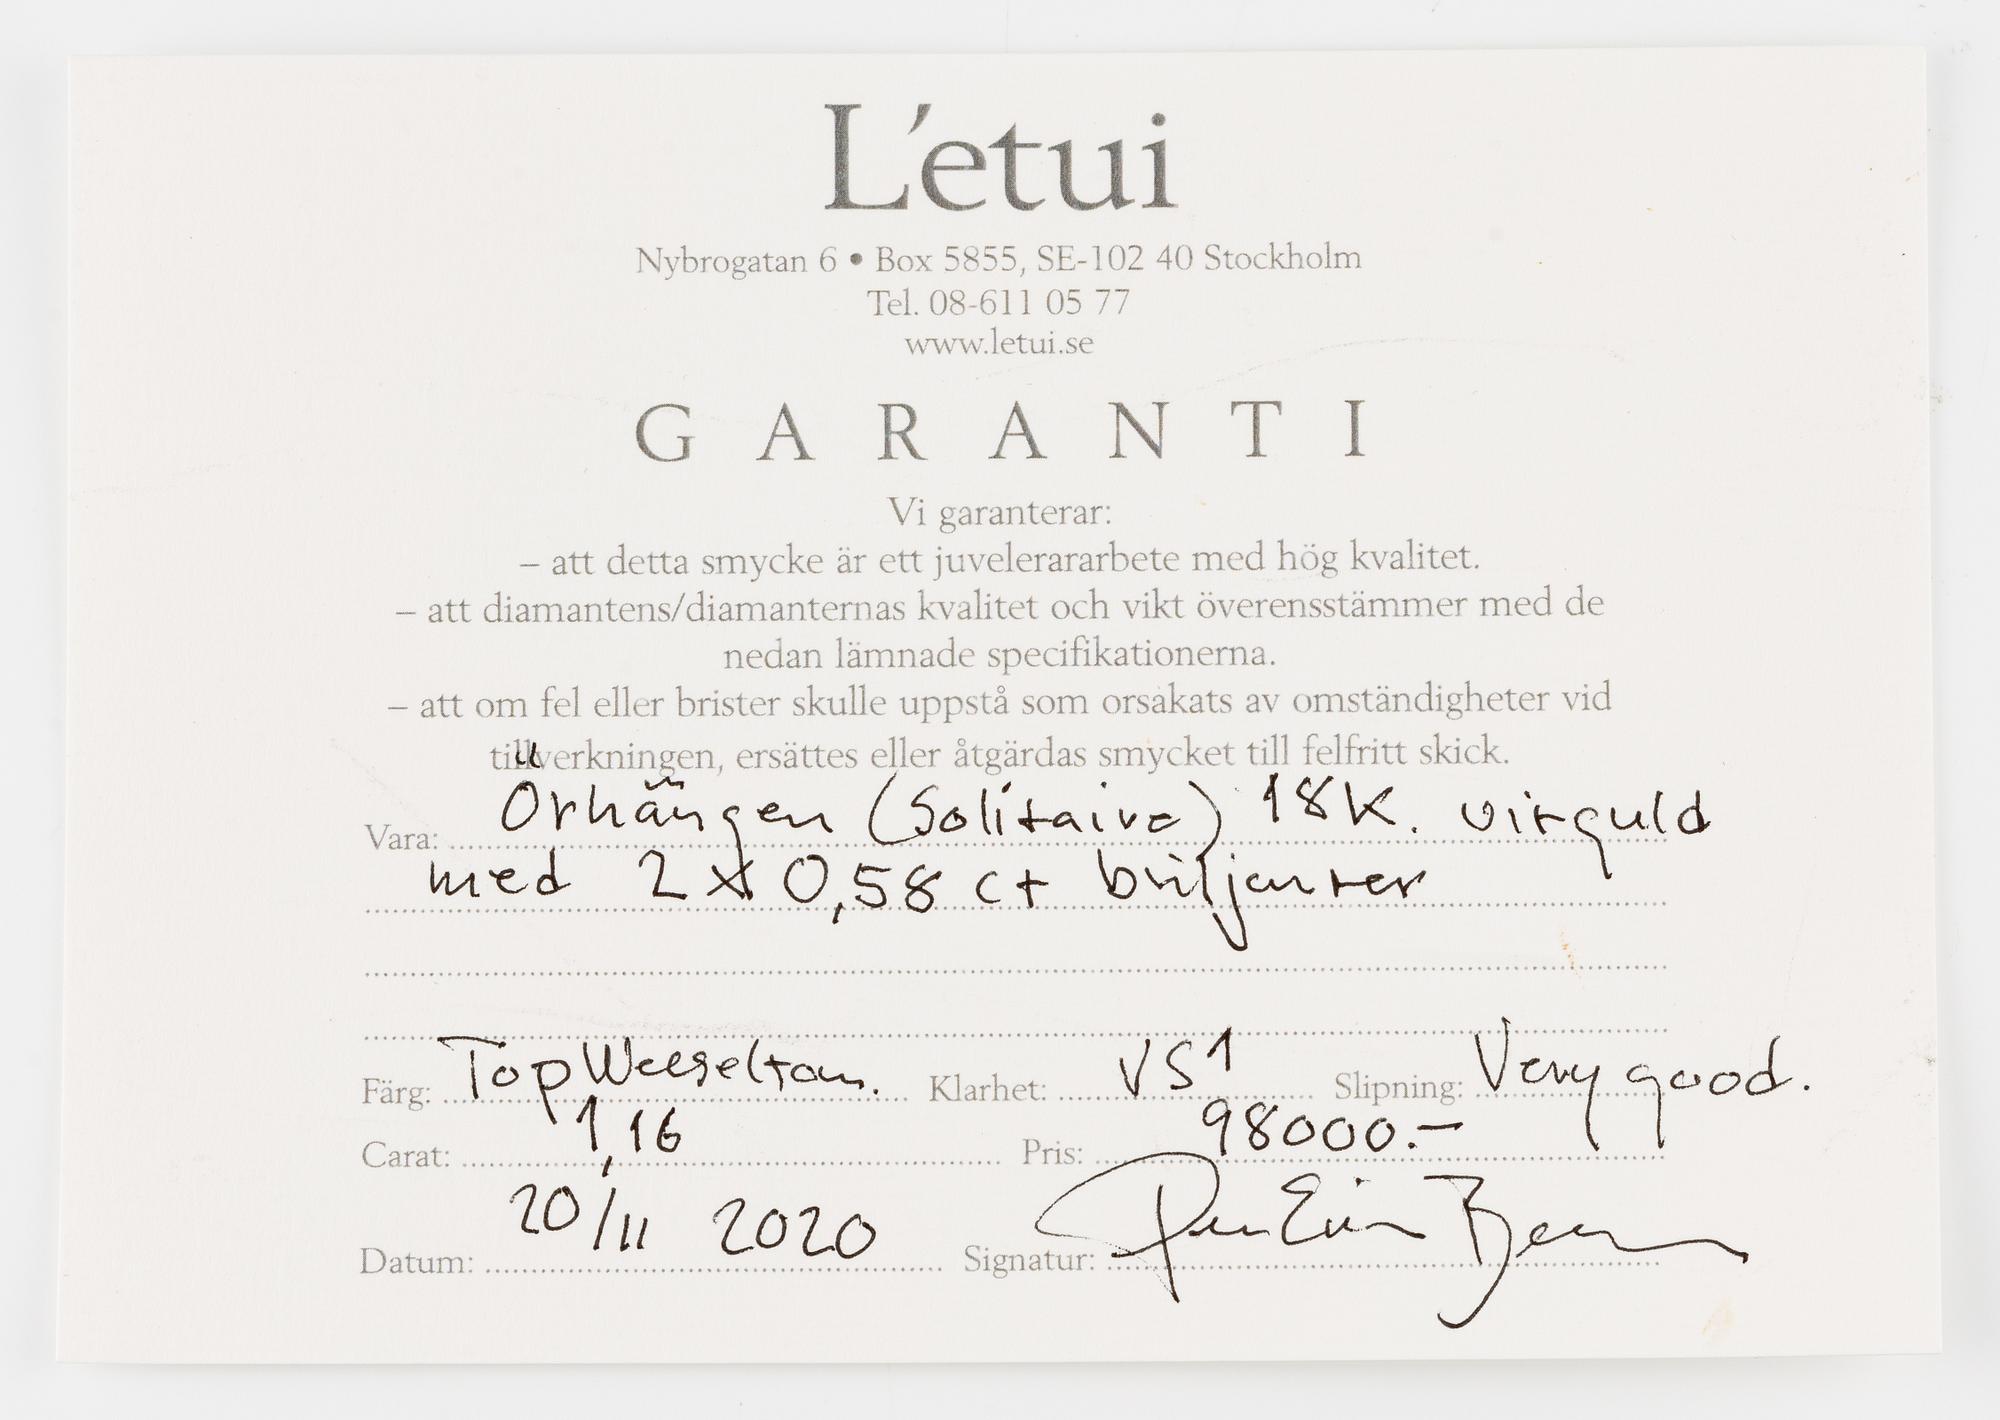 L'etui
Nybrogatan 6 • Box 5855, SE-102 40 Stockholm
Tel. 08-611 05 77
www.letui.se
GARANTI
Vi garanterar:
– att detta smycke är ett juvelerararbete med hög kvalitet.
– att diamantens/diamanternas kvalitet och vikt överensstämmer med de
nedan lämnade specifikationerna.
– att om fel eller brister skulle uppstå som orsakats av omständigheter vid
tillverkningen, ersättes eller åtgärdas smycket till felfritt skick.
Vara: Örhängen (Solitaire) 18K. vitguld
med 2 x 0,58 ct briljanter
Färg: Top Wesselton. Klarhet: VS1 Slipning: Very good.
Carat: 1,16 Pris: 98000.–
Datum: 20/11 2020 Signatur: